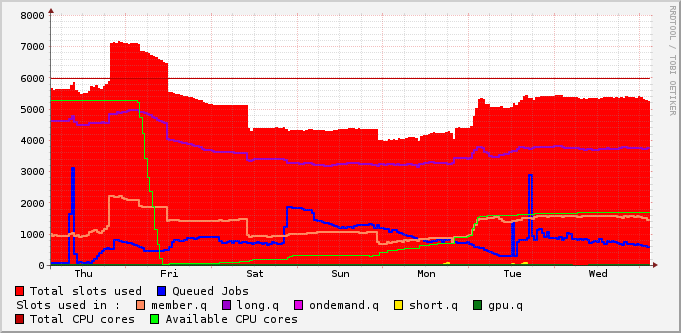 RRDTOOL / TOBI OETIKER
8000
7000
6000
5000
4000
3000
2000
1000
0
Thu Fri Sat Sun Mon Tue Wed
Total slots used Queued Jobs
Slots used in : member.q long.q ondemand.q short.q gpu.q
Total CPU cores Available CPU cores